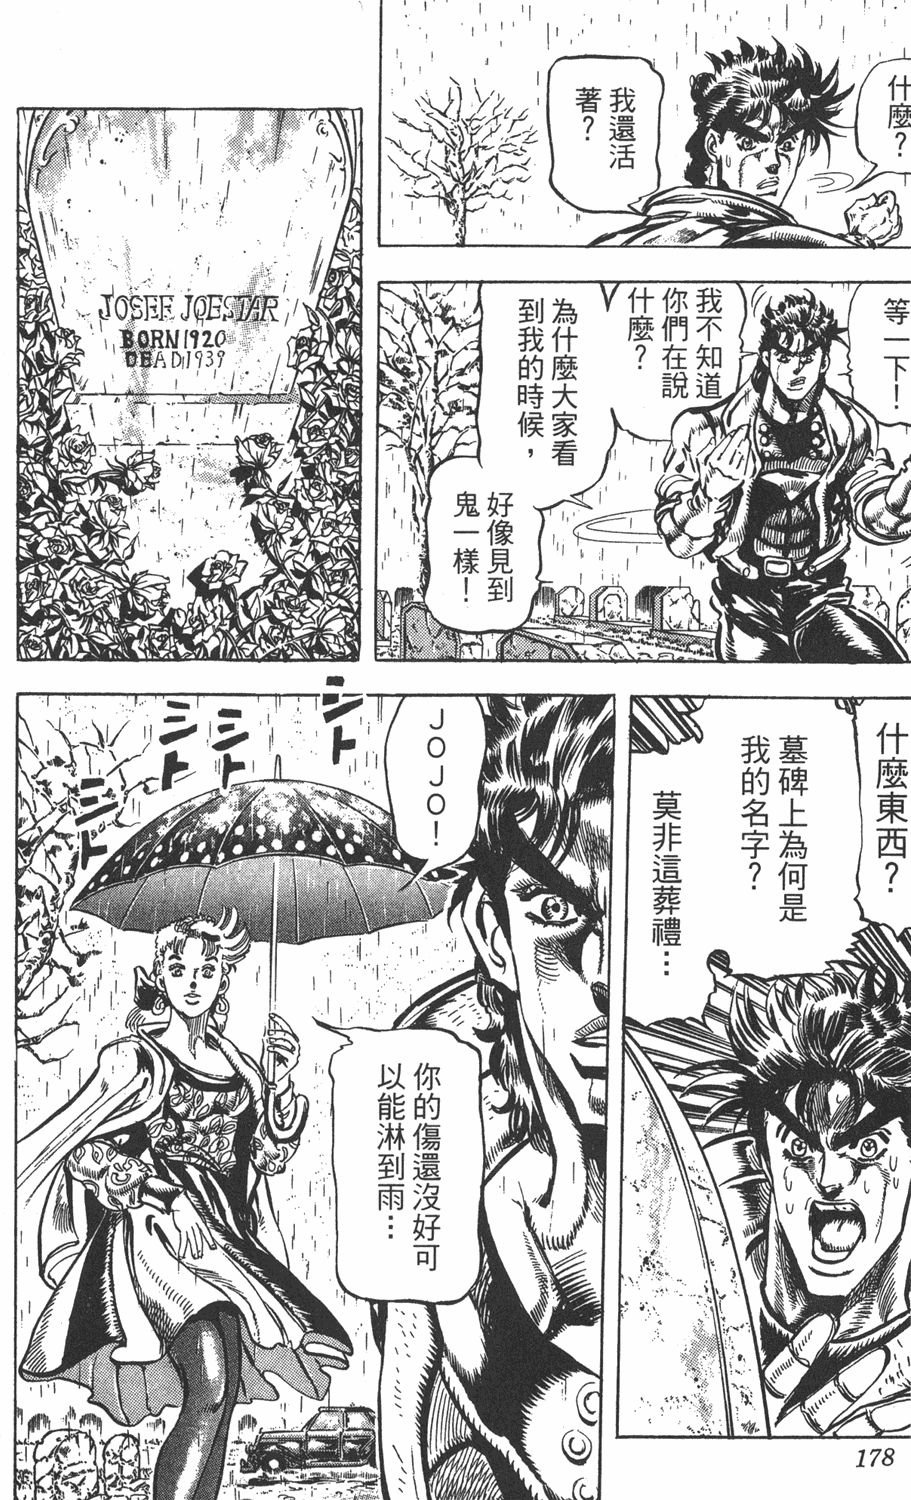 什麼？
我還活
著？
等一下！
我不知道
你們在說
什麼？
為什麼大家看
到我的時候，
好像見到
鬼一樣！
JOSEF JOESTAR
BORN 1920
DEAD 1939
什麼東西？
墓碑上為何是
我的名字？
莫非這葬禮…
JOJO！
シト
シト
シト
シト
你的傷還沒好可
以能淋到雨…
178